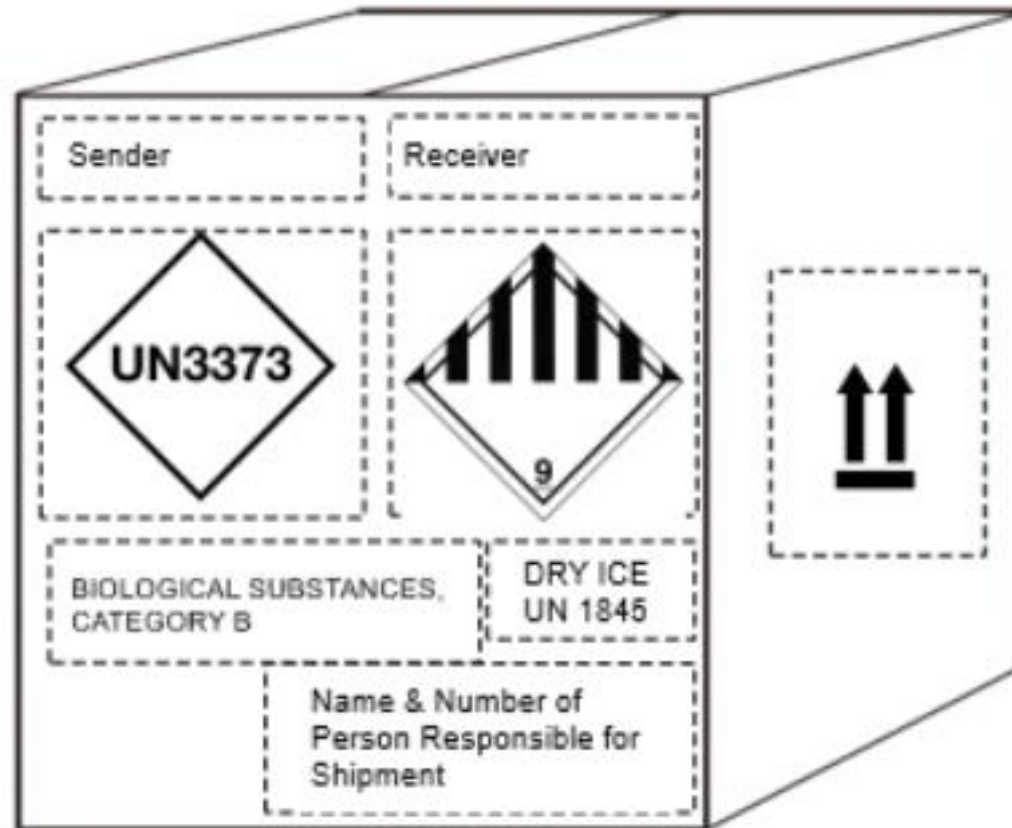 Sender
Receiver
UN3373
9
BIOLOGICAL SUBSTANCES,
CATEGORY B
DRY ICE
UN 1845
Name & Number of
Person Responsible for
Shipment